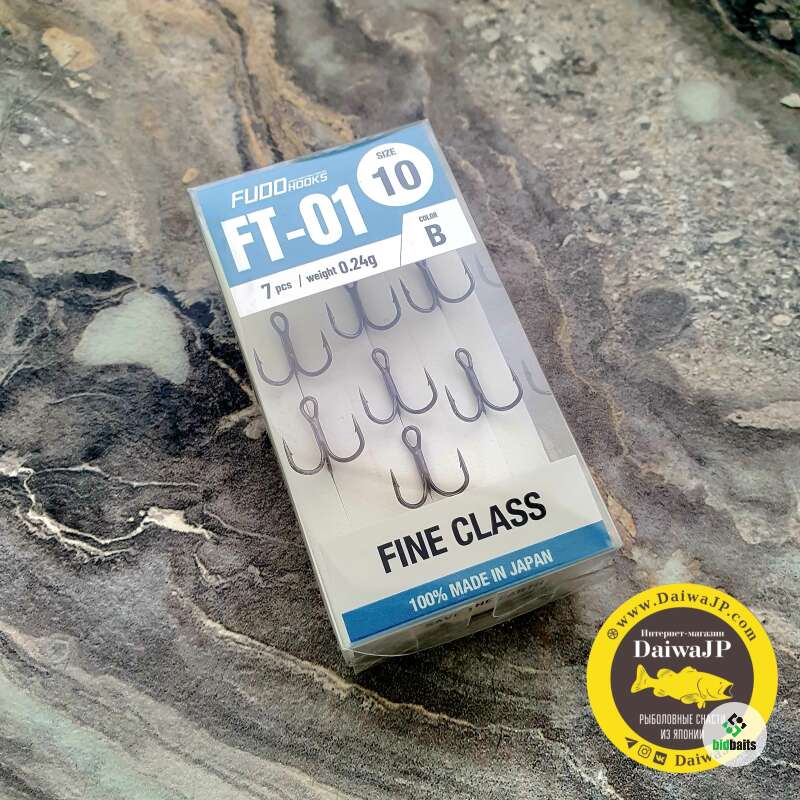 FUDO HOOKS
FT-01
SIZE
10
COLOR
B
7 pcs / weight 0.24g
FINE CLASS
100% MADE IN JAPAN
www.DaiwaJP.com
Интернет-магазин
DaiwaJP
РЫБОЛОВНЫЕ СНАСТИ
ИЗ ЯПОНИИ
bidbaits